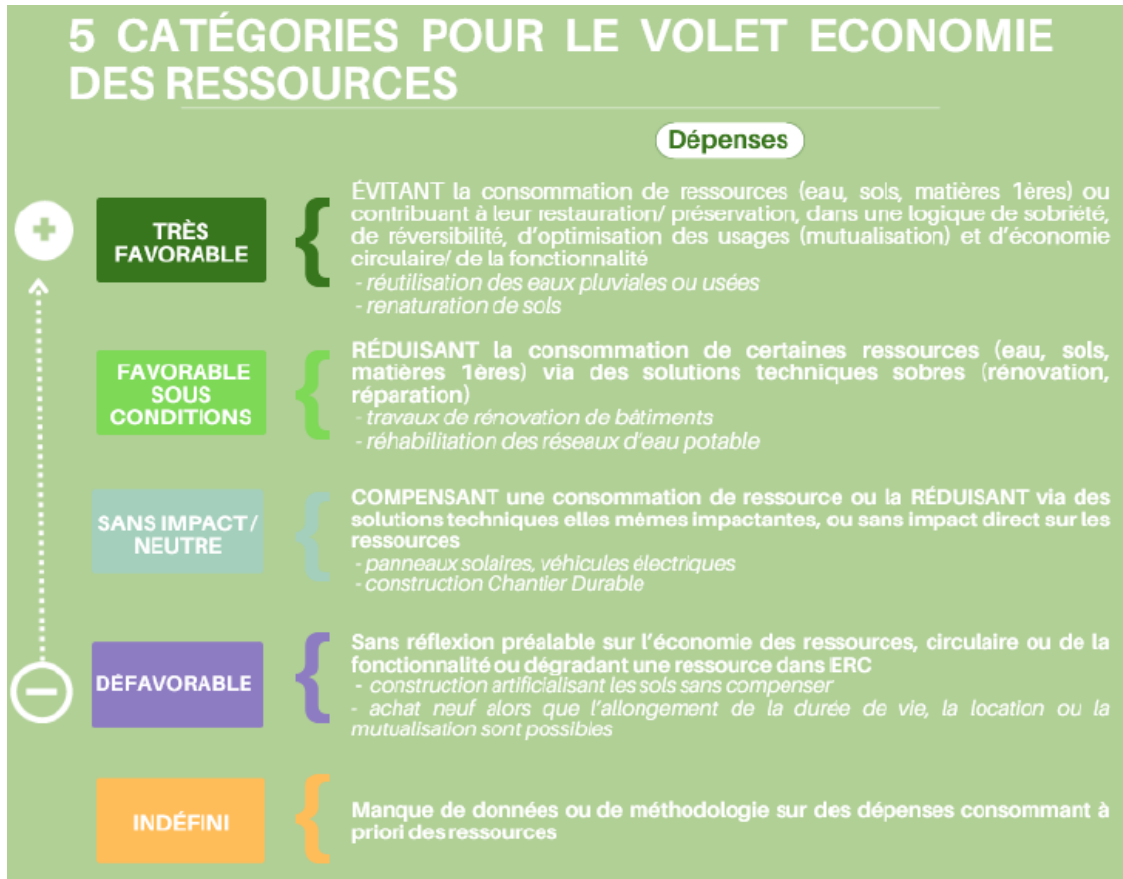 5 CATÉGORIES POUR LE VOLET ECONOMIE
DES RESSOURCES
Dépenses
TRÈS
FAVORABLE
ÉVITANT la consommation de ressources (eau, sols, matières 1ères) ou
contribuant à leur restauration/ préservation, dans une logique de sobriété,
de réversibilité, d'optimisation des usages (mutualisation) et d'économie
circulaire/ de la fonctionnalité
- réutilisation des eaux pluviales ou usées
- renaturation de sols
FAVORABLE
SOUS
CONDITIONS
RÉDUISANT la consommation de certaines ressources (eau, sols,
matières 1ères) via des solutions techniques sobres (rénovation,
réparation)
- travaux de rénovation de bâtiments
- réhabilitation des réseaux d'eau potable
SANS IMPACT /
NEUTRE
COMPENSANT une consommation de ressource ou la RÉDUISANT via des
solutions techniques elles mêmes impactantes, ou sans impact direct sur les
ressources
- panneaux solaires, véhicules électriques
- construction Chantier Durable
DÉFAVORABLE
Sans réflexion préalable sur l'économie des ressources, circulaire ou de la
fonctionnalité ou dégradant une ressource dans ERC
- construction artificialisant les sols sans compenser
- achat neuf alors que l'allongement de la durée de vie, la location ou la
mutualisation sont possibles
INDÉFINI
Manque de données ou de méthodologie sur des dépenses consommant à
priori des ressources